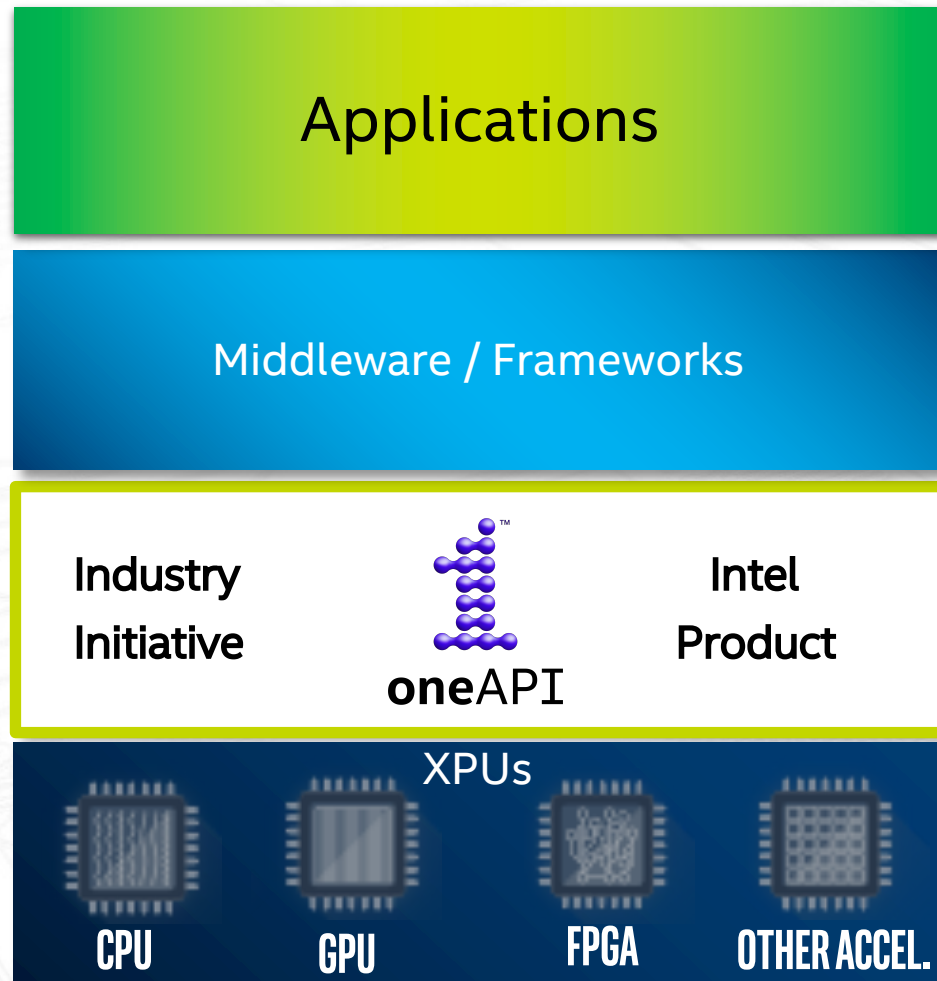 Applications
Middleware / Frameworks
Industry
Initiative
™
oneAPI
Intel
Product
XPUs
CPU
GPU
FPGA
OTHER ACCEL.